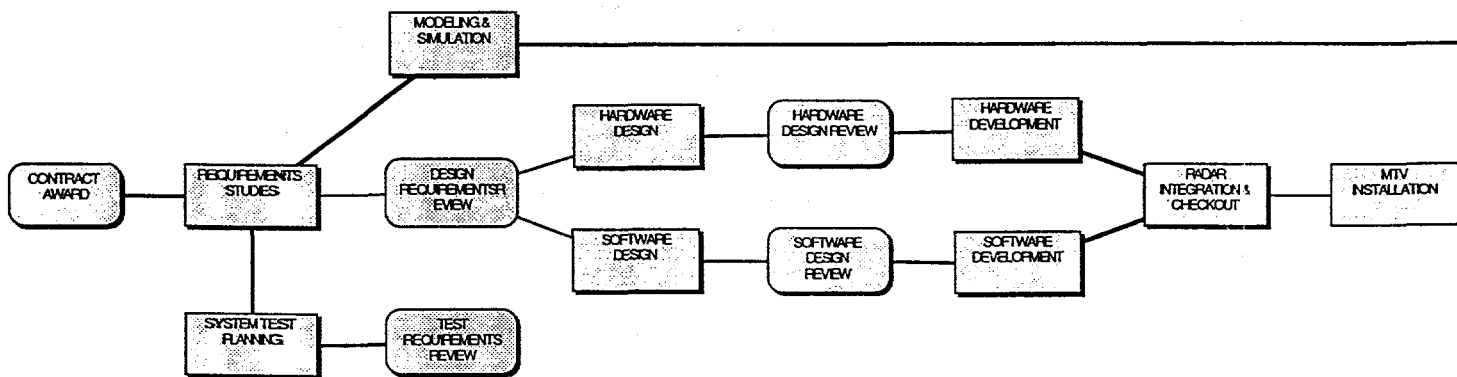 MODELING &
SIMULATION
HARDWARE
DESIGN
HARDWARE
DESIGN REVIEW
HARDWARE
DEVELOPMENT
CONTRACT
AWARD
REQUIREMENTS
STUDIES
DESIGN
REQUIREMENTSR
EVIEW
RADAR
INTEGRATION &
CHECKOUT
MTV
INSTALLATION
SOFTWARE
DESIGN
SOFTWARE
DESIGN
REVIEW
SOFTWARE
DEVELOPMENT
SYSTEM TEST
PLANNING
TEST
REQUIREMENTS
REVIEW